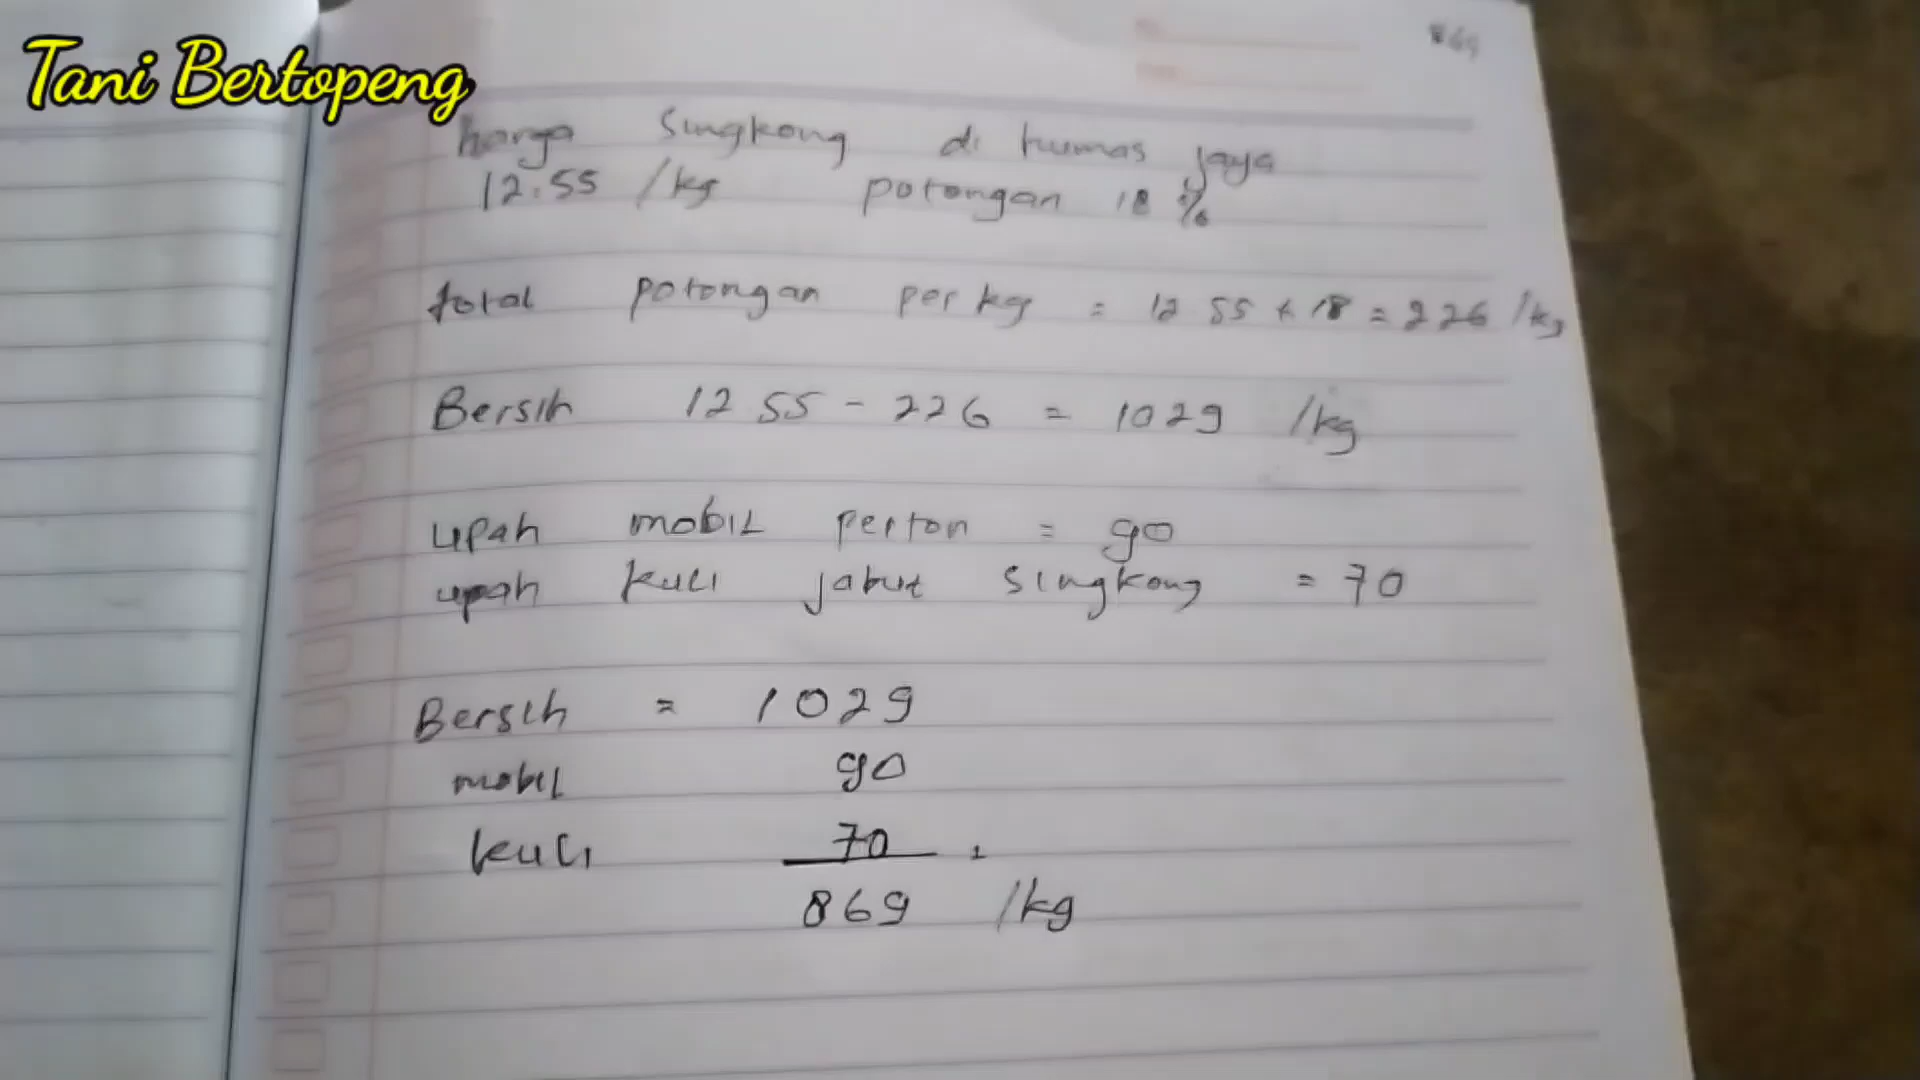 Tani Bertopeng
harga singkong di humas jaya
12.55 /kg potongan 18 %
total potongan per kg = 12 55 x 18 = 226 /kg
Bersih 12 55 - 226 = 1029 /kg
upah mobil perton = 90
upah kuli jabut singkong = 70
Bersih = 1029
mobil 90
kuli 70
869 /kg